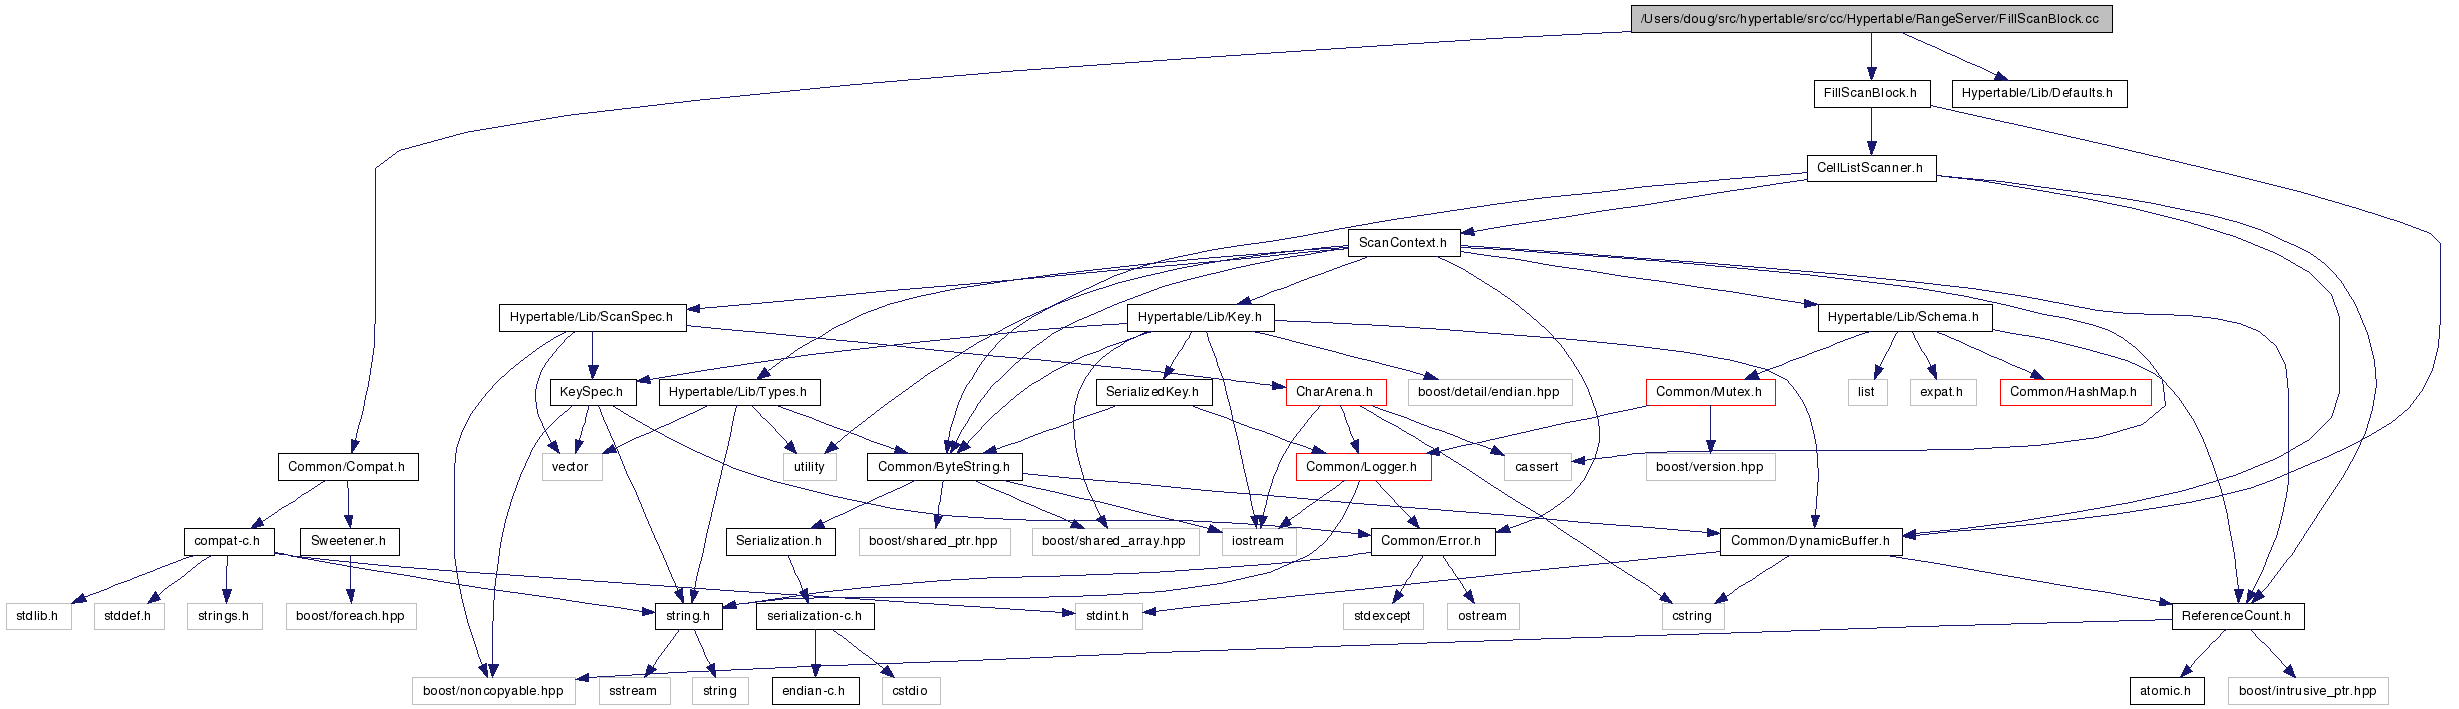 /Users/doug/src/hypertable/src/cc/Hypertable/RangeServer/FillScanBlock.cc
FillScanBlock.h
Hypertable/Lib/Defaults.h
CellListScanner.h
ScanContext.h
Hypertable/Lib/ScanSpec.h
Hypertable/Lib/Key.h
Hypertable/Lib/Schema.h
KeySpec.h
Hypertable/Lib/Types.h
SerializedKey.h
CharArena.h
boost/detail/endian.hpp
Common/Mutex.h
list
expat.h
Common/HashMap.h
Common/Compat.h
vector
utility
Common/ByteString.h
Common/Logger.h
cassert
boost/version.hpp
compat-c.h
Sweetener.h
Serialization.h
boost/shared_ptr.hpp
boost/shared_array.hpp
iostream
Common/Error.h
Common/DynamicBuffer.h
stdlib.h
stddef.h
strings.h
boost/foreach.hpp
string.h
serialization-c.h
stdint.h
stdexcept
ostream
cstring
ReferenceCount.h
boost/noncopyable.hpp
sstream
string
endian-c.h
cstdio
atomic.h
boost/intrusive_ptr.hpp